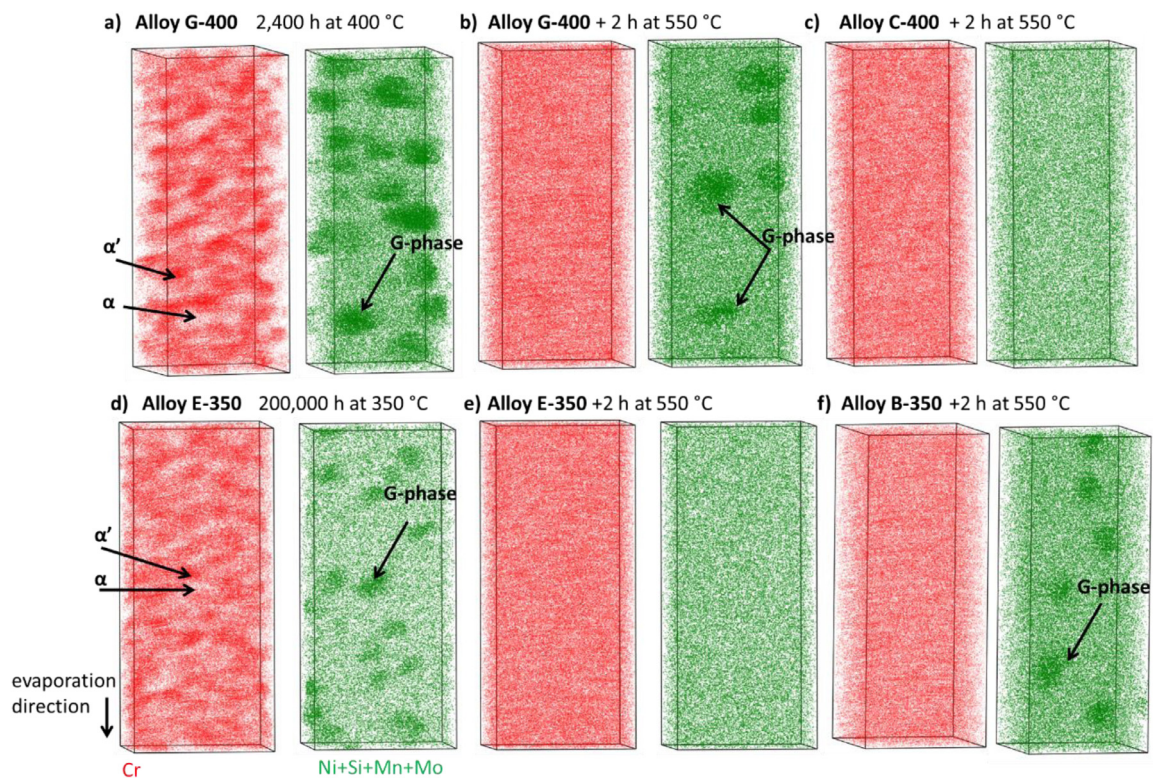 a) Alloy G-400 2,400 h at 400 °C
b) Alloy G-400 + 2 h at 550 °C
c) Alloy C-400 + 2 h at 550 °C
α’
α
G-phase
G-phase
d) Alloy E-350 200,000 h at 350 °C
e) Alloy E-350 +2 h at 550 °C
f) Alloy B-350 +2 h at 550 °C
α’
α
G-phase
G-phase
evaporation
direction
Cr
Ni+Si+Mn+Mo